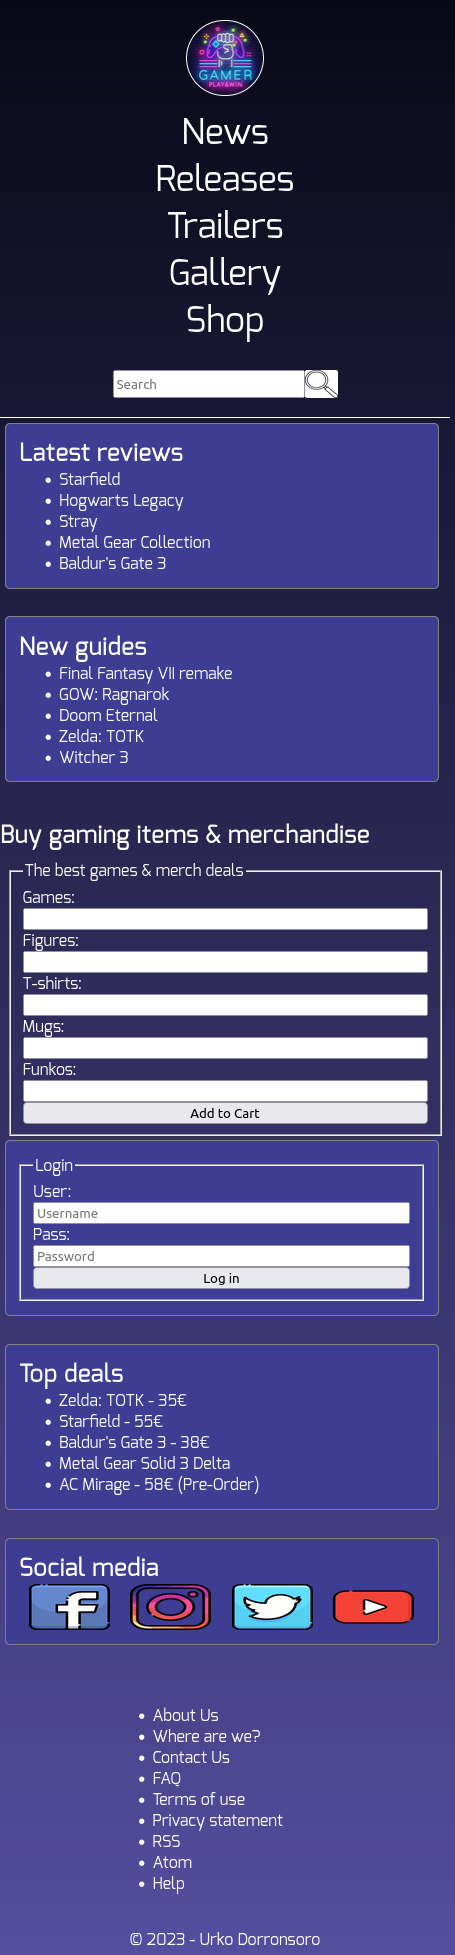 GAMER
PLAY&WIN
News
Releases
Trailers
Gallery
Shop
Search
Latest reviews
Starfield
Hogwarts Legacy
Stray
Metal Gear Collection
Baldur's Gate 3
New guides
Final Fantasy VII remake
GOW: Ragnarok
Doom Eternal
Zelda: TOTK
Witcher 3
Buy gaming items & merchandise
The best games & merch deals
Games:
Figures:
T-shirts:
Mugs:
Funkos:
Add to Cart
Login
User:
Username
Pass:
Password
Log in
Top deals
Zelda: TOTK - 35€
Starfield - 55€
Baldur's Gate 3 - 38€
Metal Gear Solid 3 Delta
AC Mirage - 58€ (Pre-Order)
Social media
About Us
Where are we?
Contact Us
FAQ
Terms of use
Privacy statement
RSS
Atom
Help
© 2023 - Urko Dorronsoro